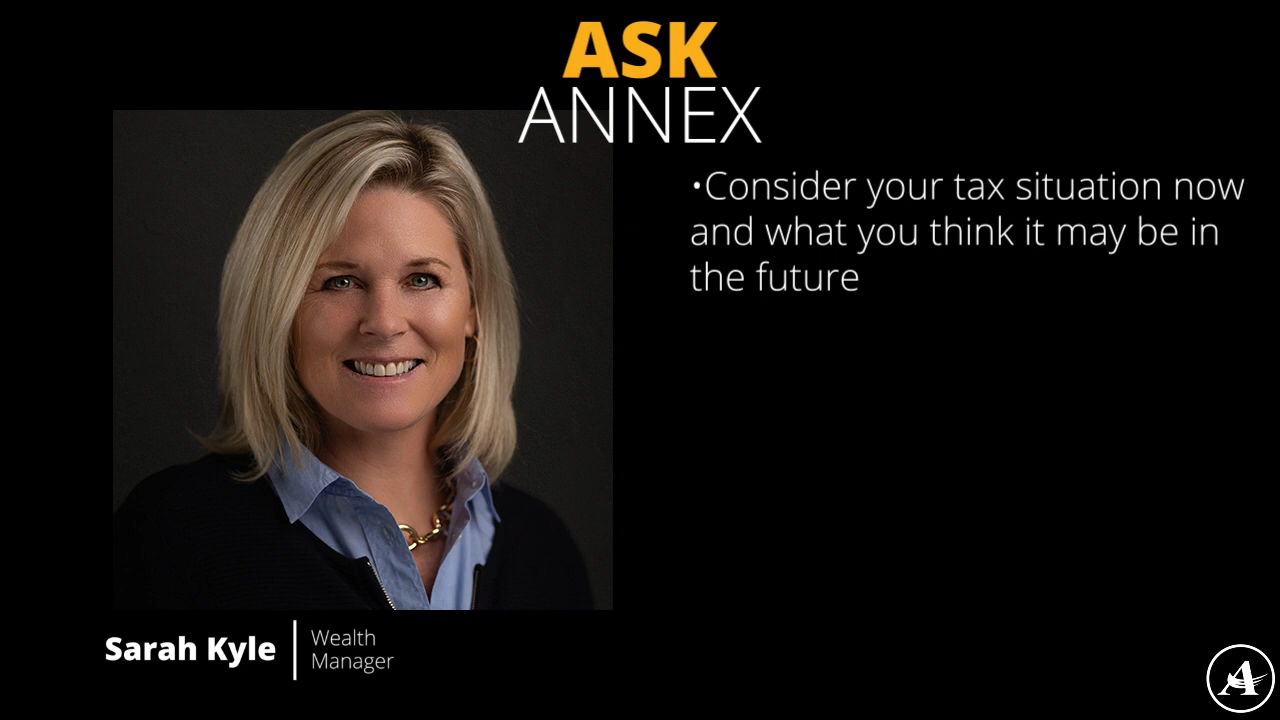 ASK
ANNEX
•Consider your tax situation now
and what you think it may be in
the future
Sarah Kyle
Wealth
Manager
A